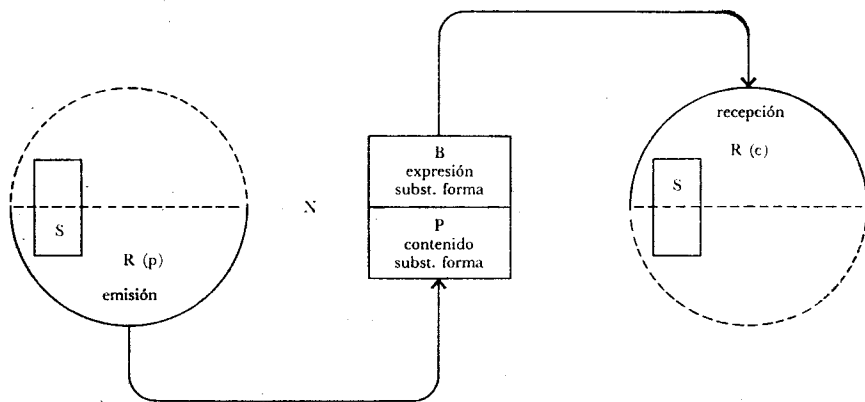 S
R (p)
emisión
N
B
expresión
subst. forma
P
contenido
subst. forma
recepción
R (c)
S